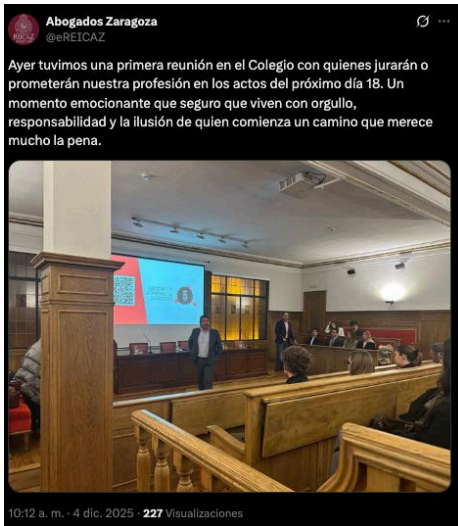 Abogados Zaragoza
@eREICAZ
Ayer tuvimos una primera reunión en el Colegio con quienes jurarán o
prometerán nuestra profesión en los actos del próximo día 18. Un
momento emocionante que seguro que viven con orgullo,
responsabilidad y la ilusión de quien comienza un camino que merece
mucho la pena.
10:12 a. m. · 4 dic. 2025 · 227 Visualizaciones